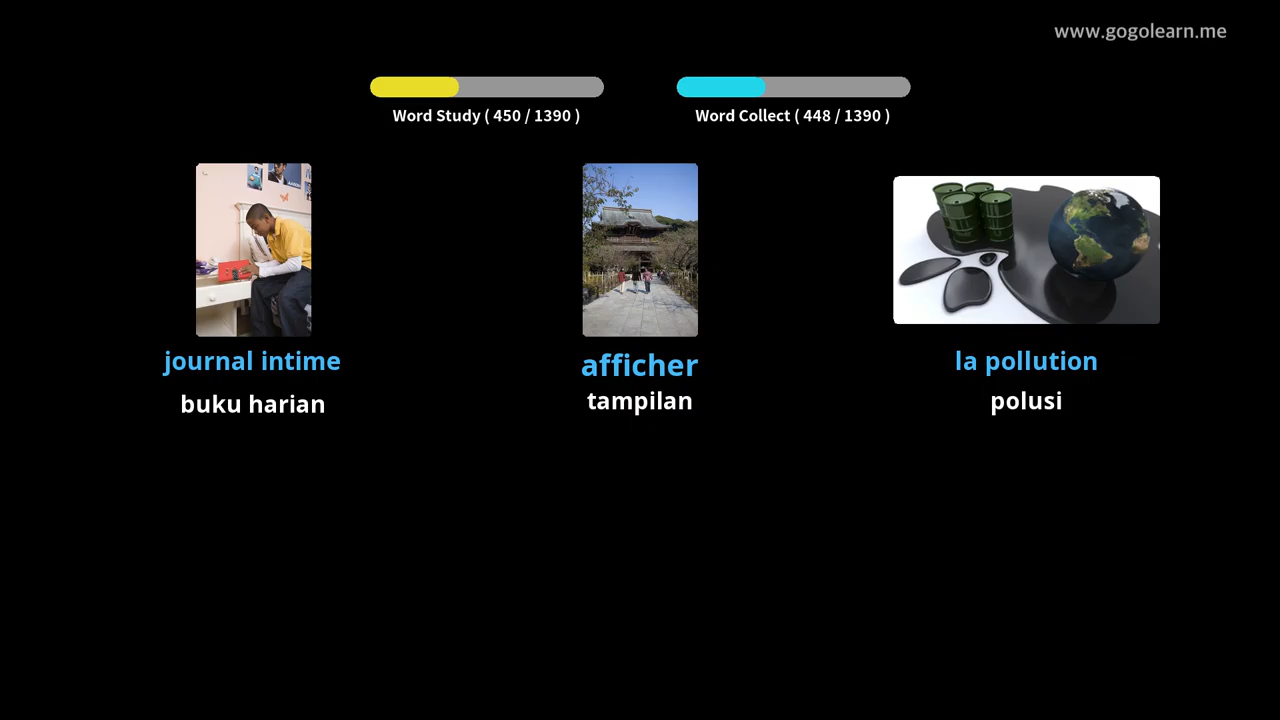 www.gogolearn.me
Word Study ( 450 / 1390 )
Word Collect ( 448 / 1390 )
journal intime
buku harian
afficher
tampilan
la pollution
polusi